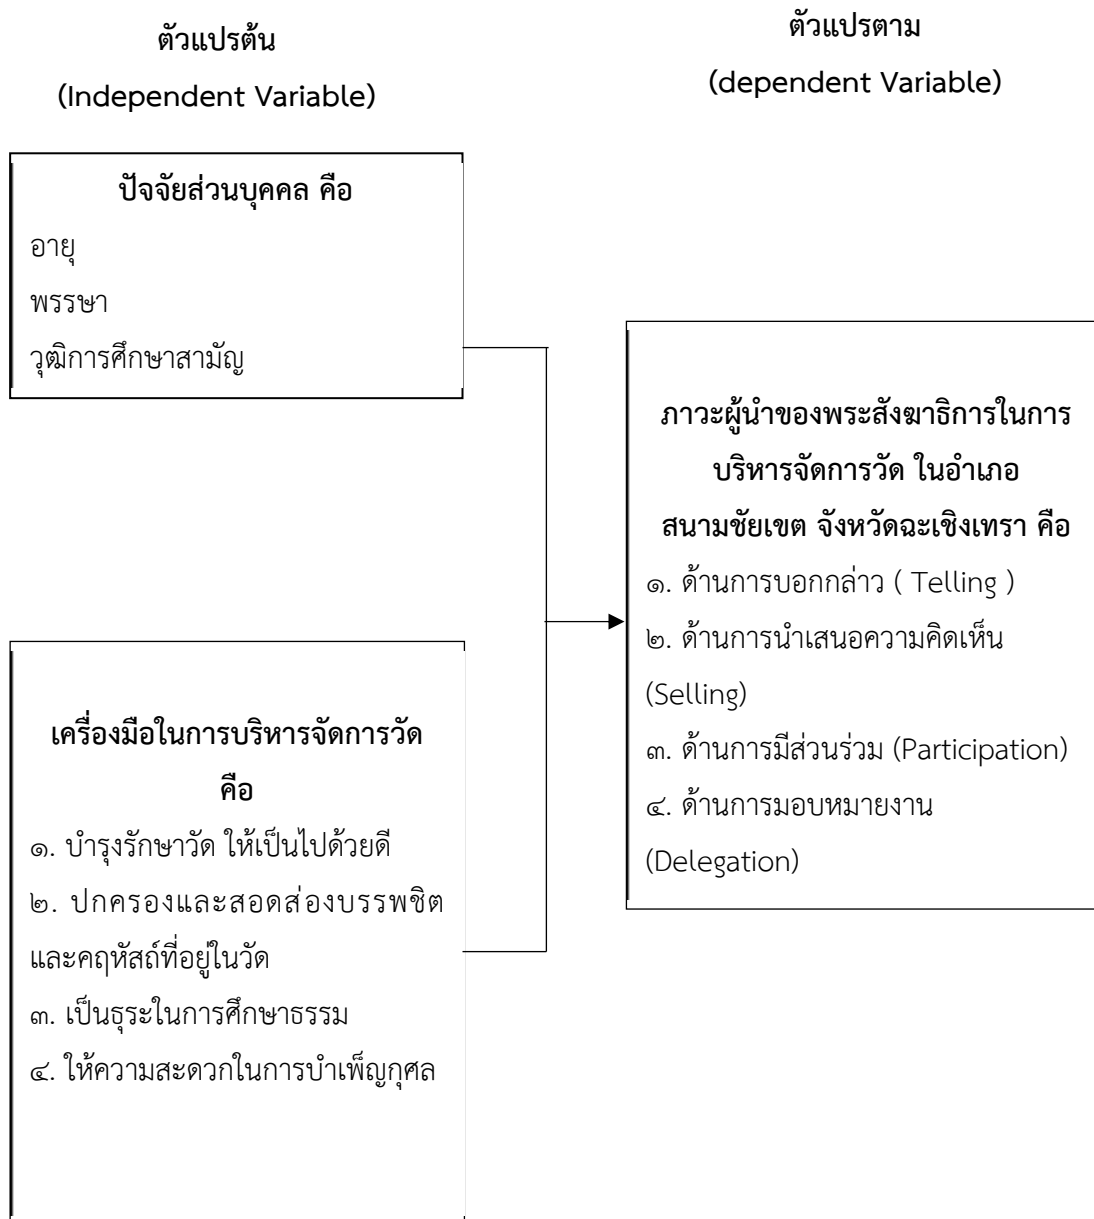 ตัวแปรต้น
(Independent Variable)
ตัวแปรตาม
(dependent Variable)
ปัจจัยส่วนบุคคล คือ
อายุ
พรรษา
วุฒิการศึกษาสามัญ
เครื่องมือในการบริหารจัดการวัด
คือ
๑. บำรุงรักษาวัด ให้เป็นไปด้วยดี
๒. ปกครองและสอดส่องบรรพชิต
และคฤหัสถ์ที่อยู่ในวัด
๓. เป็นธุระในการศึกษาธรรม
๔. ให้ความสะดวกในการบำเพ็ญกุศล
ภาวะผู้นำของพระสังฆาธิการในการ
บริหารจัดการวัด ในอำเภอ
สนามชัยเขต จังหวัดฉะเชิงเทรา คือ
๑. ด้านการบอกกล่าว ( Telling )
๒. ด้านการนำเสนอความคิดเห็น
(Selling)
๓. ด้านการมีส่วนร่วม (Participation)
๔. ด้านการมอบหมายงาน
(Delegation)